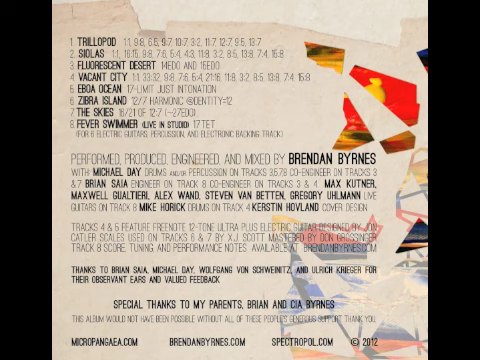 1. TRILLOPOD 1:1, 9:8, 6:5, 9:7, 10:7, 3:2, 11:7, 12:7, 9:5, 13:7
2. SIOLAS 1:1, 16:15, 9:8, 7:6, 5:4, 4:3, 11:8, 3:2, 8:5, 13:8, 7:4, 15:8
3. FLUORESCENT DESERT 14EDO AND 15EDO
4. VACANT CITY 1:1, 33:32, 9:8, 7:6, 5:4, 21:16, 11:8, 3:2, 8:5, 13:8, 7:4, 15:8
5. EBOA OCEAN 17-LIMIT JUST INTONATION
6. ZIBRA ISLAND 12/7 HARMONIC @IDENTITY=12
7. THE SKIES 16/21 OF 12:7 (~27EDO)
8. FEVER SWIMMER (LIVE IN STUDIO) 17TET
(FOR 6 ELECTRIC GUITARS, PERCUSSION, AND ELECTRONIC BACKING TRACK)
PERFORMED, PRODUCED, ENGINEERED, AND MIXED BY BRENDAN BYRNES
WITH MICHAEL DAY DRUMS AND/OR PERCUSSION ON TRACKS 3,5,7,8 CO-ENGINEER ON TRACKS 3
& 7 BRIAN SAIA ENGINEER ON TRACK 8 CO-ENGINEER ON TRACKS 3 & 4 MAX KUTNER,
MAXWELL GUALTIERI, ALEX WAND, STEVEN VAN BETTEN, GREGORY UHLMANN LIVE
GUITARS ON TRACK 8 MIKE HORICK DRUMS ON TRACK 4 KERSTIN HOVLAND COVER DESIGN
TRACKS 4 & 5 FEATURE FREENOTE 12-TONE ULTRA PLUS ELECTRIC GUITAR DESIGNED BY JON
CATLER SCALES USED ON TRACKS 6 & 7 BY X.J. SCOTT MASTERED BY DON GROSSINGER
TRACK 8 SCORE, TUNING, AND PERFORMANCE NOTES AVAILABLE AT BRENDANBYRNES.COM
THANKS TO BRIAN SAIA, MICHAEL DAY, WOLFGANG VON SCHWEINITZ, AND ULRICH KRIEGER FOR
THEIR OBSERVANT EARS AND VALUED FEEDBACK
SPECIAL THANKS TO MY PARENTS, BRIAN AND CIA BYRNES
THIS ALBUM WOULD NOT HAVE BEEN POSSIBLE WITHOUT ALL OF THESE PEOPLE'S GENEROUS SUPPORT THANK YOU
MICROPANGAEA.COM BRENDANBYRNES.COM SPECTROPOL.COM © 2012